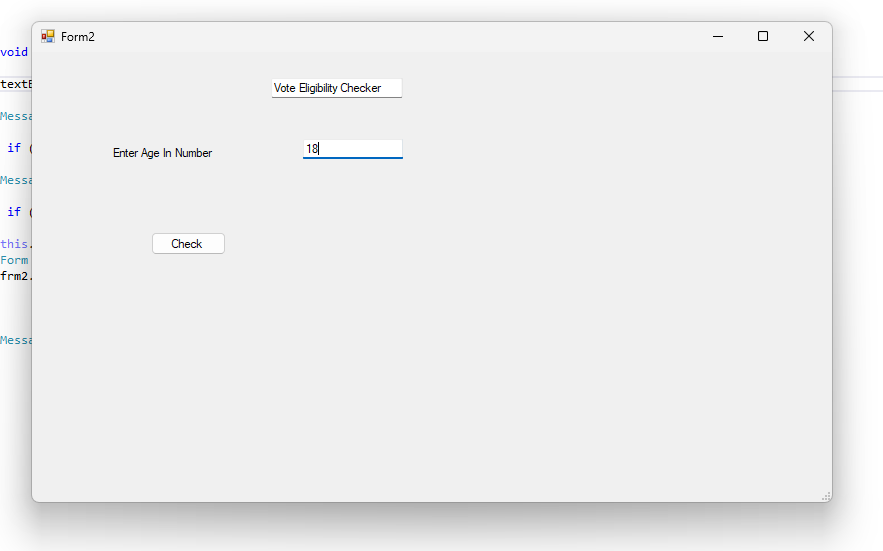 Form2
void
Vote Eligibility Checker
Messa
Enter Age In Number 18
if (
Messa
if (
Check
this.
Form
frm2.
Messa